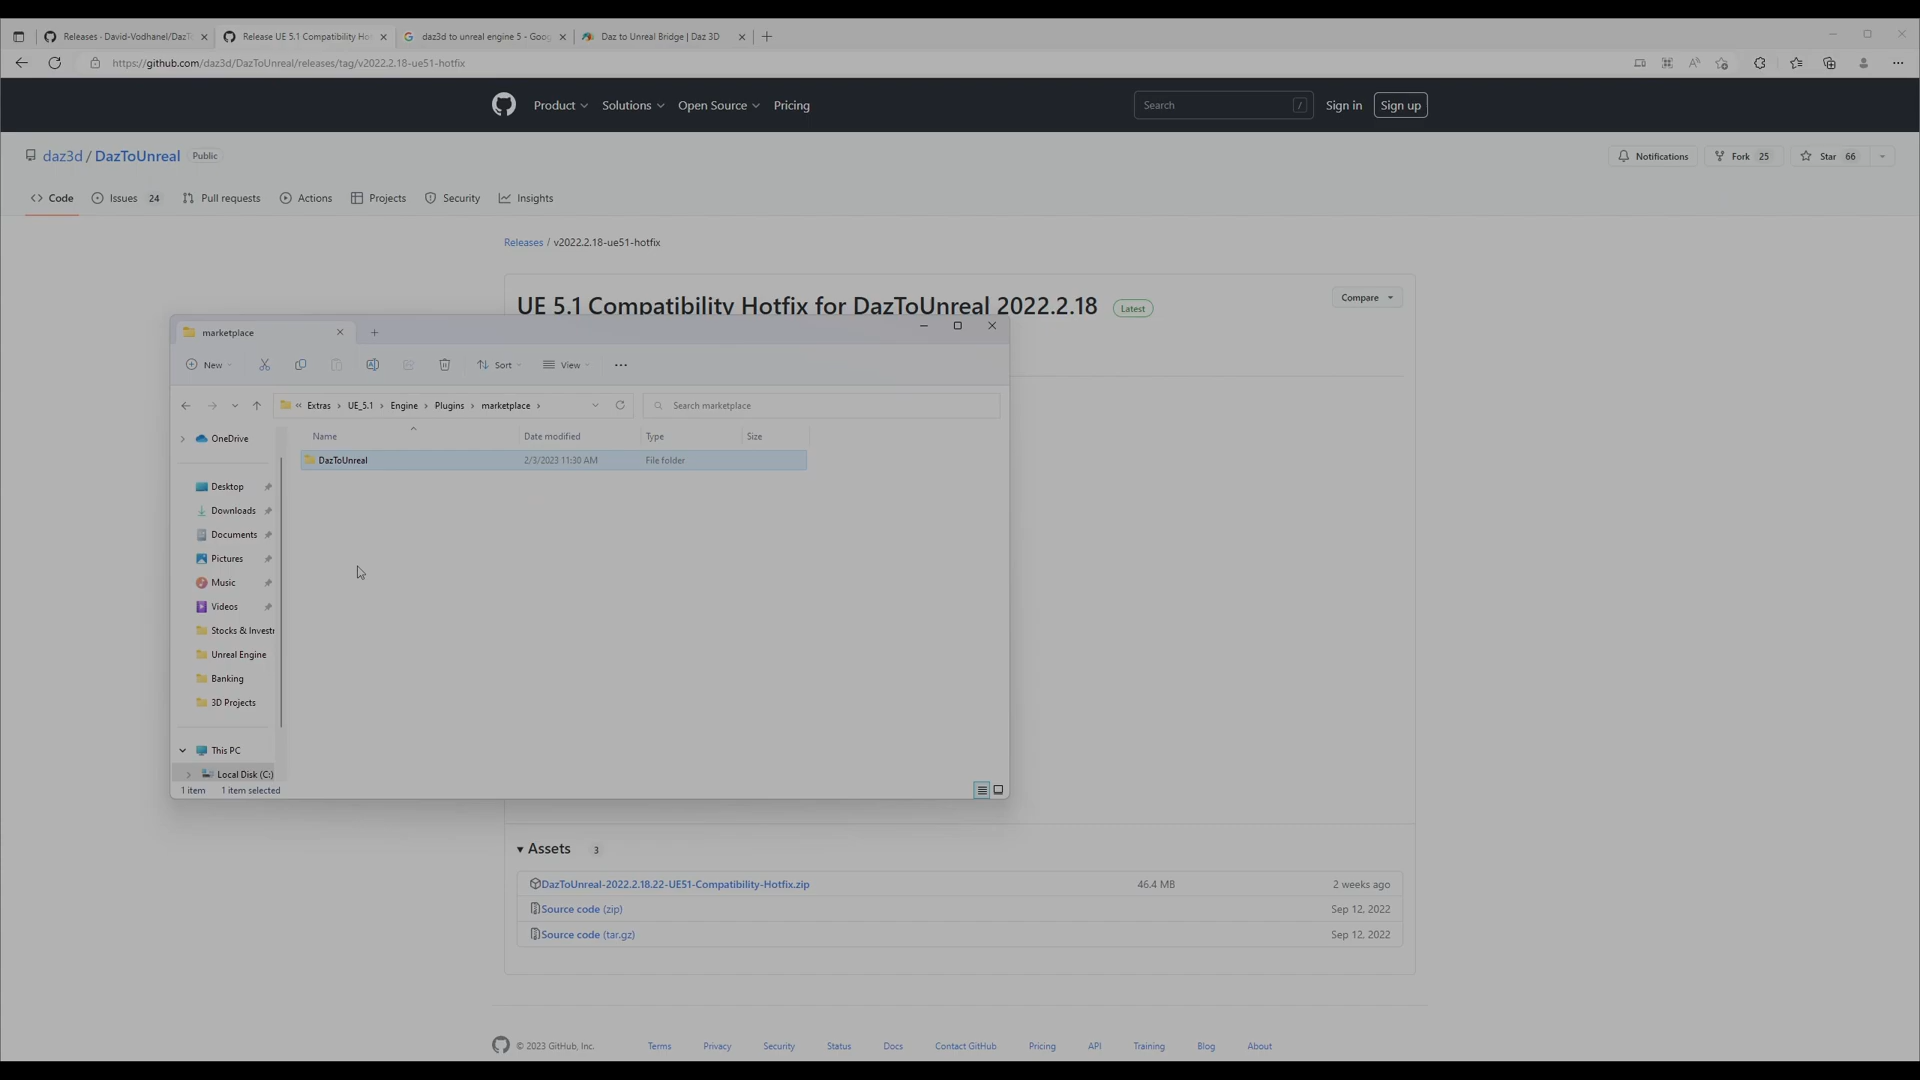 Releases · David-Vodhanel/DazT
Release UE 5.1 Compatibility Ho
daz3d to unreal engine 5 - Goog
Daz to Unreal Bridge | Daz 3D
https://github.com/daz3d/DazToUnreal/releases/tag/v2022.2.18-ue51-hotfix
Product
Solutions
Open Source
Pricing
Search
/
Sign in
Sign up
daz3d / DazToUnreal
Public
Notifications
Fork 25
Star 66
Code
Issues 24
Pull requests
Actions
Projects
Security
Insights
Releases / v2022.2.18-ue51-hotfix
UE 5.1 Compatibility Hotfix for DazToUnreal 2022.2.18
Latest
Compare
marketplace
New
Sort
View
« Extras › UE_5.1 › Engine › Plugins › marketplace ›
Search marketplace
Name
Date modified
Type
Size
DazToUnreal
2/3/2023 11:30 AM
File folder
OneDrive
Desktop
Downloads
Documents
Pictures
Music
Videos
Stocks & Investr
Unreal Engine
Banking
3D Projects
This PC
Local Disk (C:)
1 item
1 item selected
Assets 3
DazToUnreal-2022.2.18.22-UE51-Compatibility-Hotfix.zip
46.4 MB
2 weeks ago
Source code (zip)
Sep 12, 2022
Source code (tar.gz)
Sep 12, 2022
© 2023 GitHub, Inc.
Terms
Privacy
Security
Status
Docs
Contact GitHub
Pricing
API
Training
Blog
About